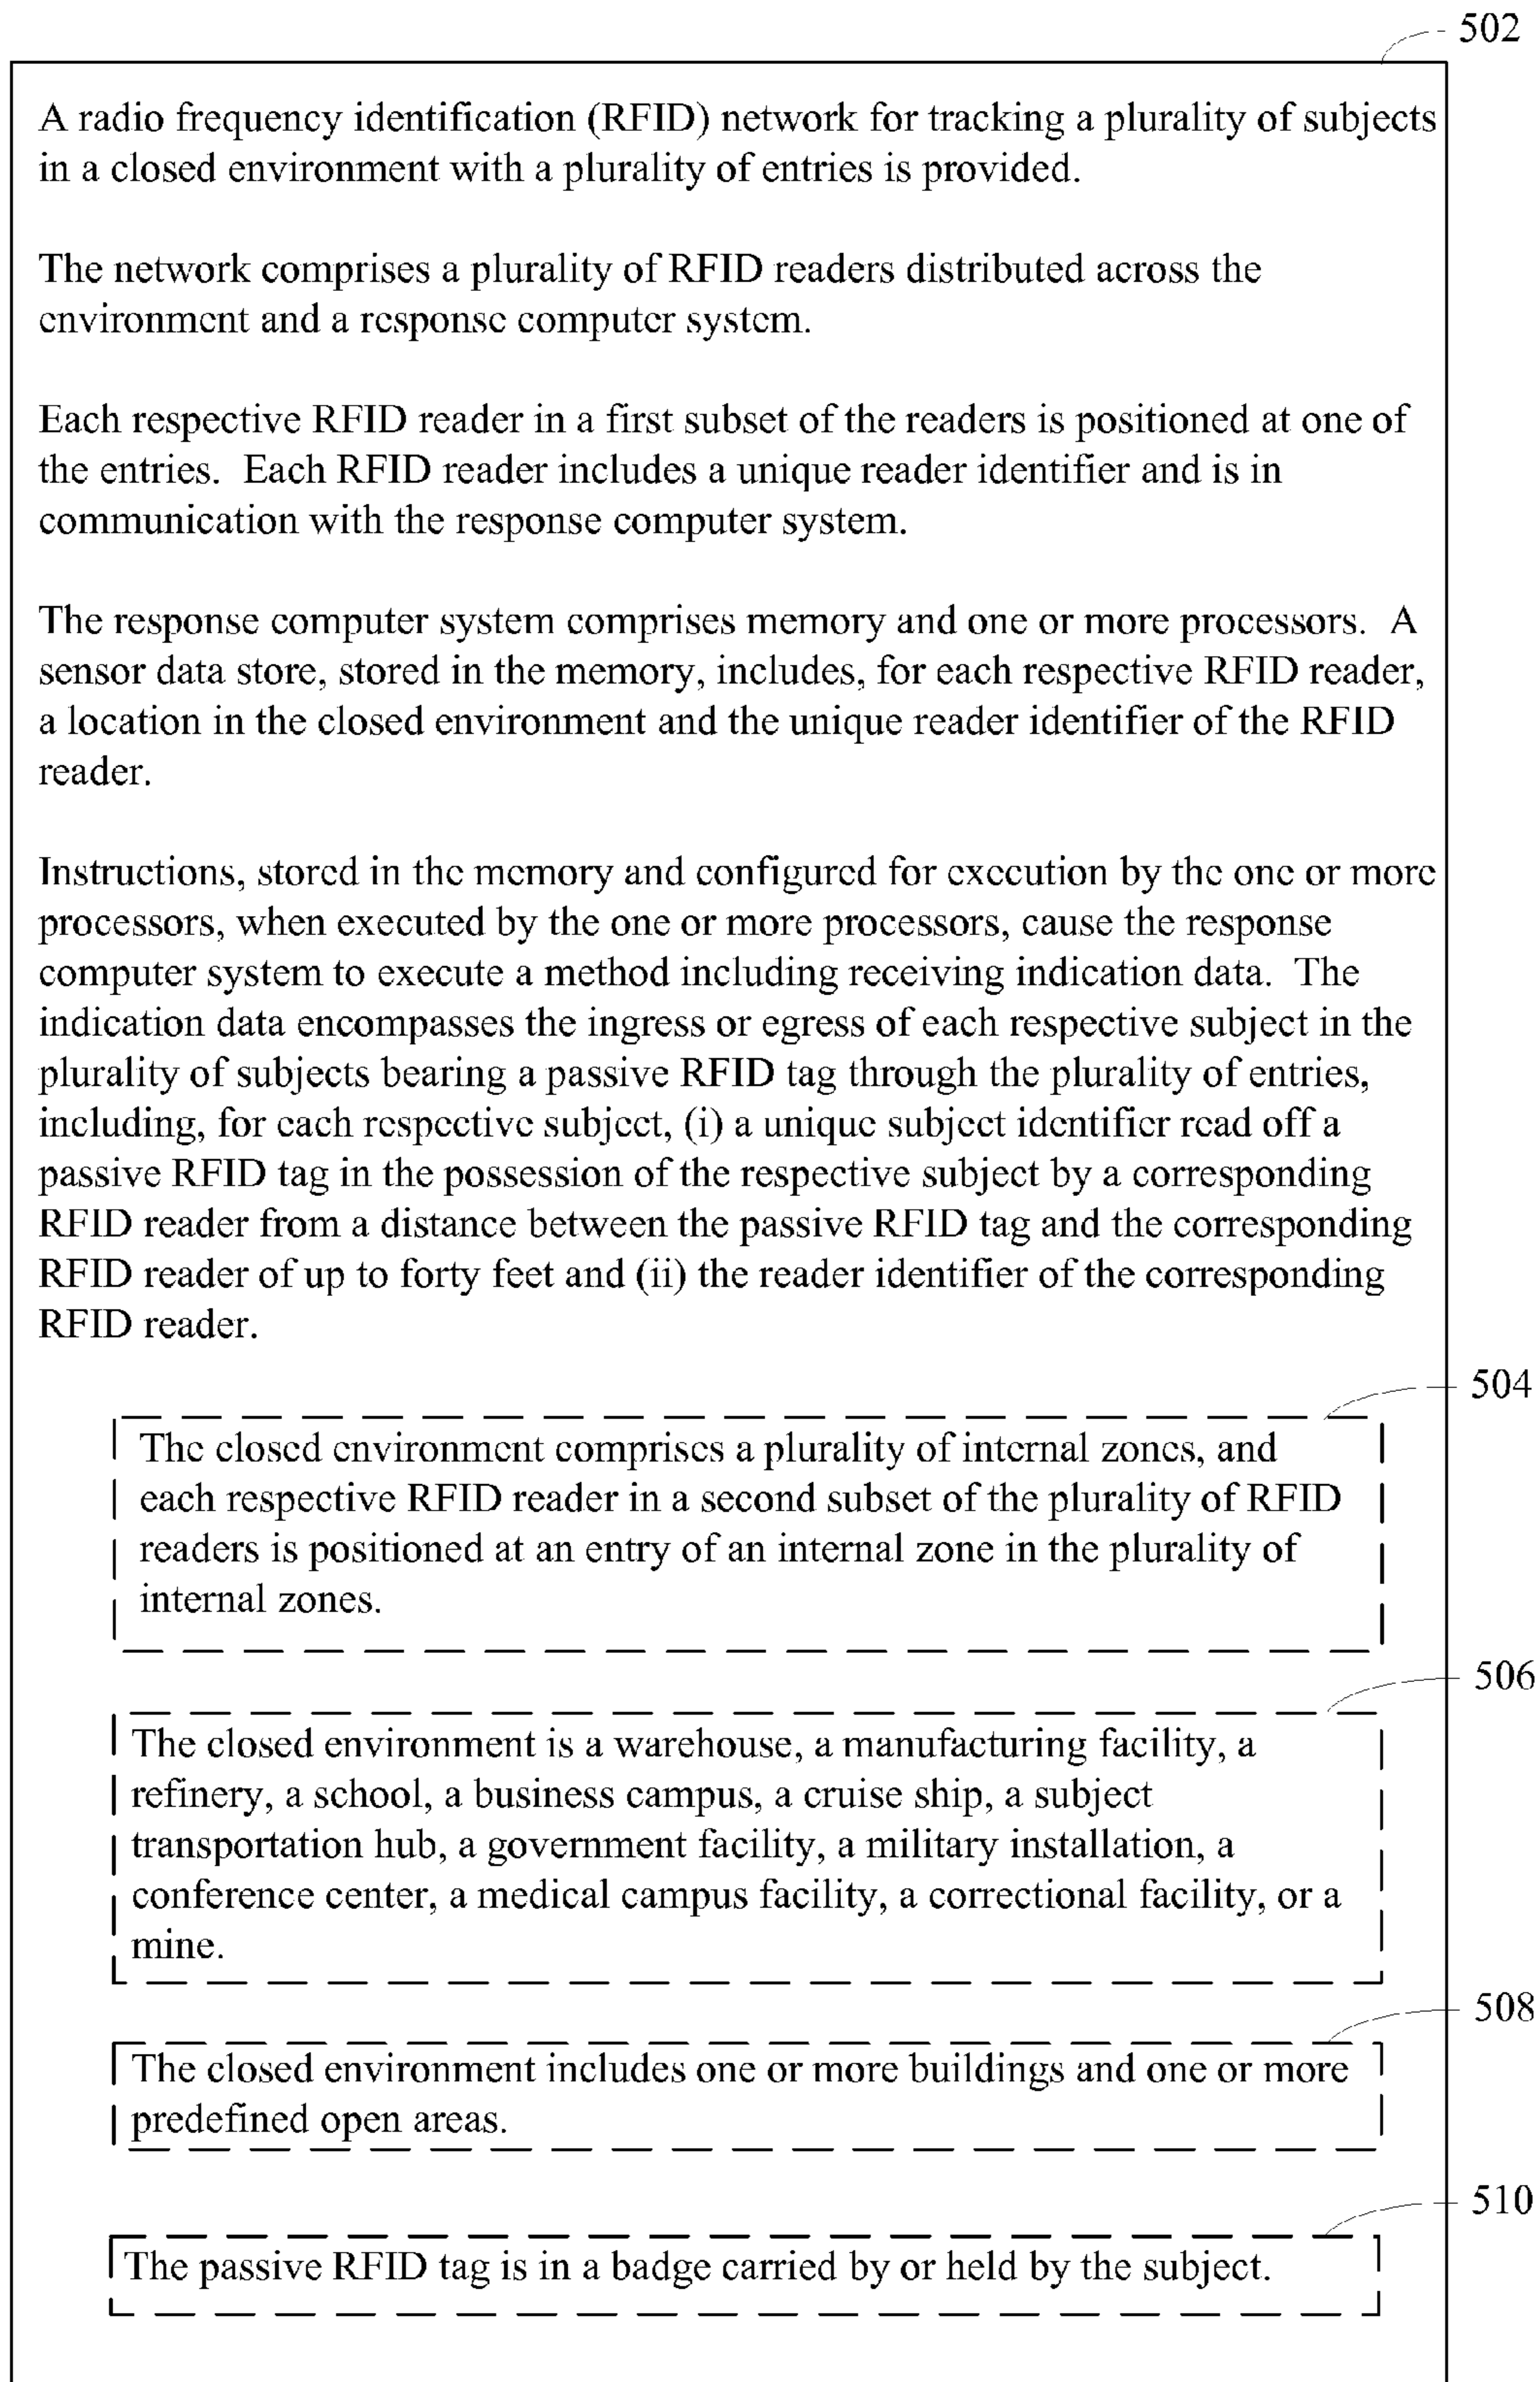 502
A radio frequency identification (RFID) network for tracking a plurality of subjects
in a closed environment with a plurality of entries is provided.
The network comprises a plurality of RFID readers distributed across the
environment and a response computer system.
Each respective RFID reader in a first subset of the readers is positioned at one of
the entries.  Each RFID reader includes a unique reader identifier and is in
communication with the response computer system.
The response computer system comprises memory and one or more processors.  A
sensor data store, stored in the memory, includes, for each respective RFID reader,
a location in the closed environment and the unique reader identifier of the RFID
reader.
Instructions, stored in the memory and configured for execution by the one or more
processors, when executed by the one or more processors, cause the response
computer system to execute a method including receiving indication data.  The
indication data encompasses the ingress or egress of each respective subject in the
plurality of subjects bearing a passive RFID tag through the plurality of entries,
including, for each respective subject, (i) a unique subject identifier read off a
passive RFID tag in the possession of the respective subject by a corresponding
RFID reader from a distance between the passive RFID tag and the corresponding
RFID reader of up to forty feet and (ii) the reader identifier of the corresponding
RFID reader.
504
The closed environment comprises a plurality of internal zones, and
each respective RFID reader in a second subset of the plurality of RFID
readers is positioned at an entry of an internal zone in the plurality of
internal zones.
506
The closed environment is a warehouse, a manufacturing facility, a
refinery, a school, a business campus, a cruise ship, a subject
transportation hub, a government facility, a military installation, a
conference center, a medical campus facility, a correctional facility, or a
mine.
508
The closed environment includes one or more buildings and one or more
predefined open areas.
510
The passive RFID tag is in a badge carried by or held by the subject.